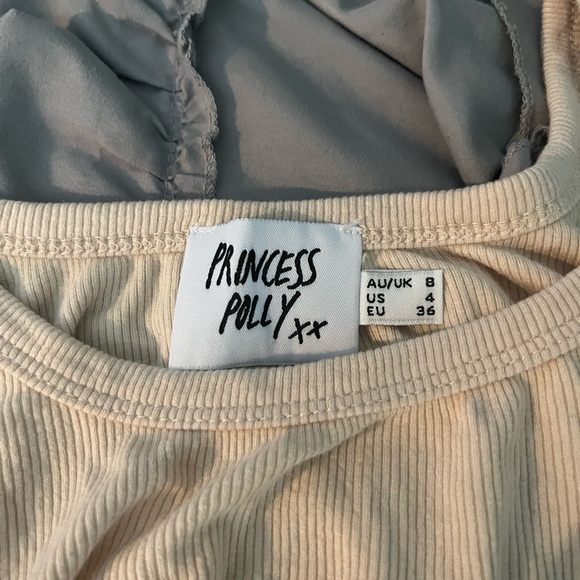 PRINCESS
POLLY xx
AU/UK 8
US 4
EU 36